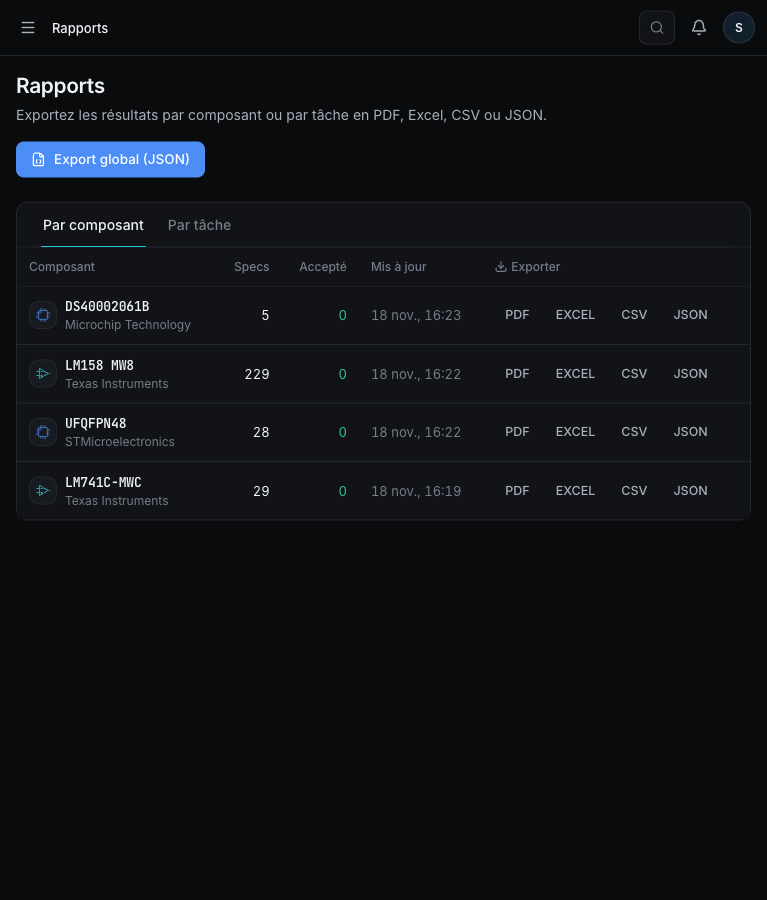 Rapports
S
Rapports
Exportez les résultats par composant ou par tâche en PDF, Excel, CSV ou JSON.
Export global (JSON)
Par composant Par tâche
Composant Specs Accepté Mis à jour Exporter
DS40002061B
Microchip Technology
5 0 18 nov., 16:23 PDF EXCEL CSV JSON
LM158 MW8
Texas Instruments
229 0 18 nov., 16:22 PDF EXCEL CSV JSON
UFQFPN48
STMicroelectronics
28 0 18 nov., 16:22 PDF EXCEL CSV JSON
LM741C-MWC
Texas Instruments
29 0 18 nov., 16:19 PDF EXCEL CSV JSON